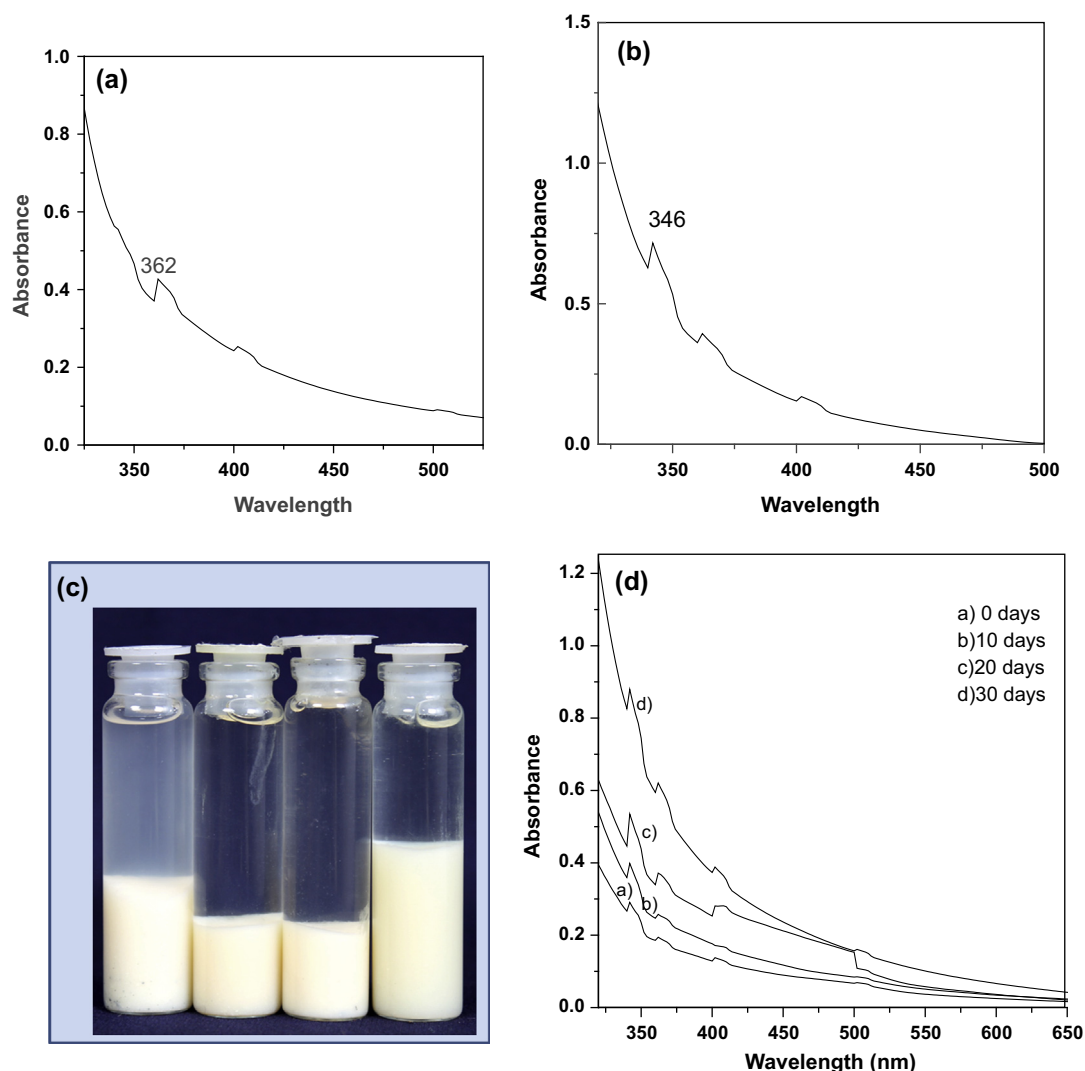 (a)
1.0
0.8
0.6
0.4
0.2
0.0
362
350
400
450
500
Absorbance
Wavelength
(b)
1.5
1.0
0.5
0.0
346
350
400
450
500
Absorbance
Wavelength
(c)
(d)
1.2
1.0
0.8
0.6
0.4
0.2
0.0
a) 0 days
b)10 days
c)20 days
d)30 days
d)
c)
a)
b)
350
400
450
500
550
600
650
Absorbance
Wavelength (nm)